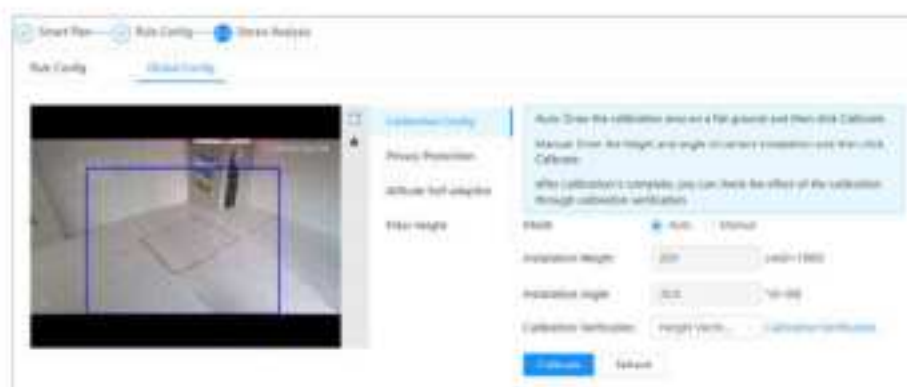 Smart Plan
Rule Config
Stereo Analysis
Rule Config
Global Config
Calibration Config
Privacy Protection
Altitude Self-adaption
Filter Height
Auto: Draw the calibration area on a flat ground and then click Calibrate.
Manual: Enter the height and angle of camera installation and then click
Calibrate.
After calibration is complete, you can check the effect of the calibration
through calibration verification.
Mode
Auto
Manual
Installation Height
Installation Angle
Calibration Verification
Height Verifi...
Calibration Verification
Calibrate
Refresh